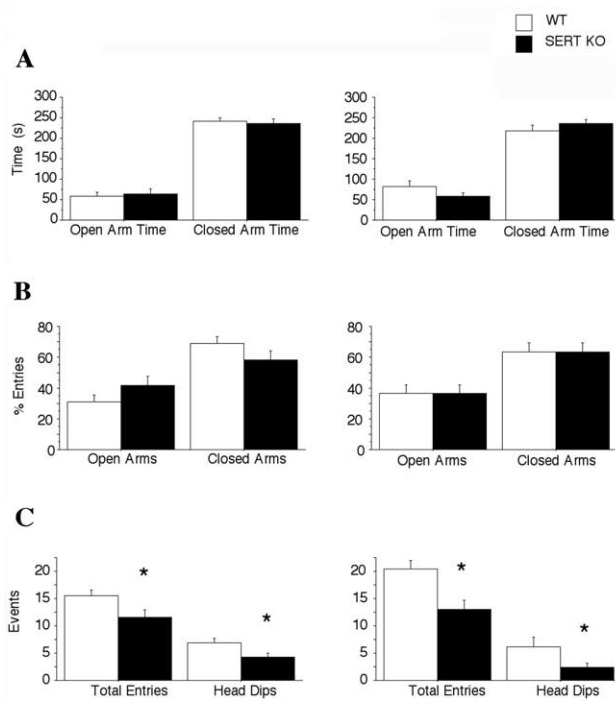 WT
SERT KO
A
300
250
200
150
100
50
0
Time (s)
Open Arm Time Closed Arm Time
300
250
200
150
100
50
0
Open Arm Time Closed Arm Time
B
80
60
40
20
0
% Entries
Open Arms Closed Arms
80
60
40
20
0
Open Arms Closed Arms
C
20
15
10
5
0
Events
* *
Total Entries Head Dips
20
15
10
5
0
* *
Total Entries Head Dips